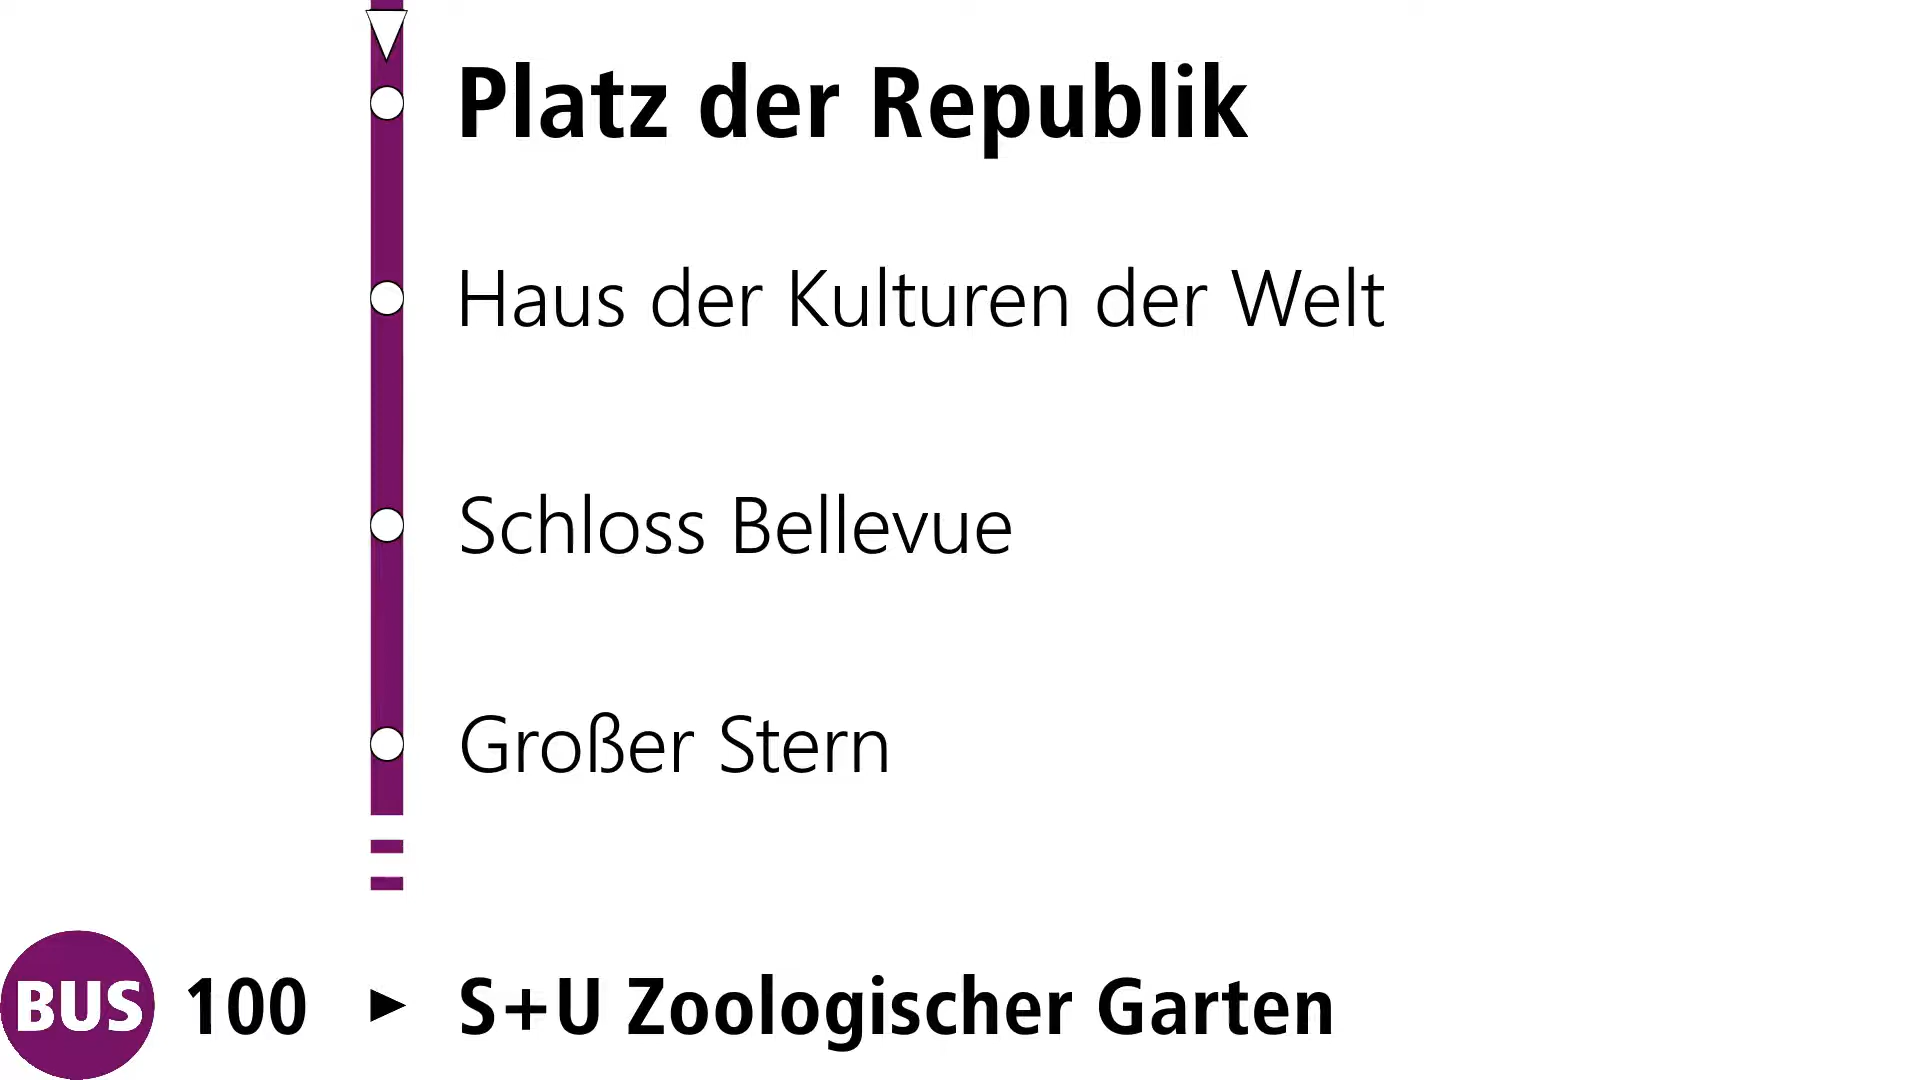 Platz der Republik
Haus der Kulturen der Welt
Schloss Bellevue
Großer Stern
BUS 100 ► S+U Zoologischer Garten